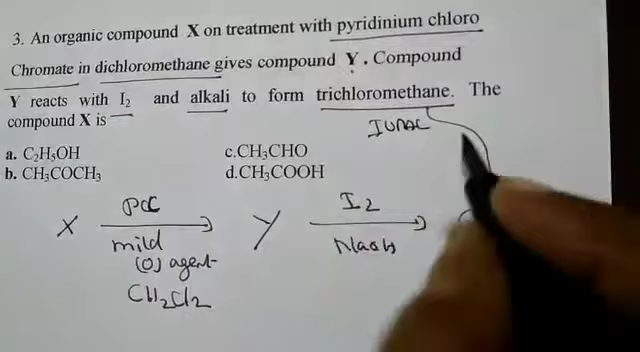 3. An organic compound X on treatment with pyridinium chloro
Chromate in dichloromethane gives compound Y. Compound
Y reacts with I₂ and alkali to form trichloromethane. The
compound X is
IUPAC
a. C₂H₅OH c.CH₃CHO
b. CH₃COCH₃ d.CH₃COOH
X PCC Y I₂
mild NaOH
(O) agent
CH₂Cl₂